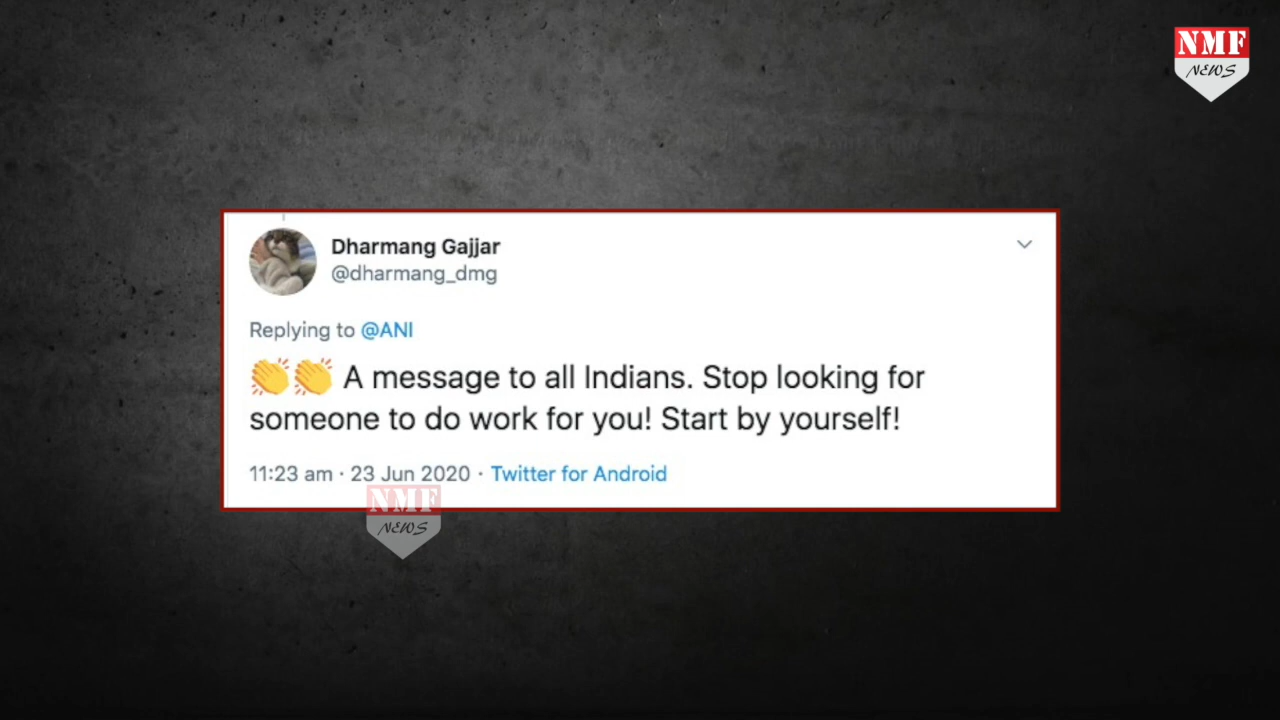 NMF
NEWS
Dharmang Gajjar
@dharmang_dmg
Replying to @ANI
👏👏 A message to all Indians. Stop looking for
someone to do work for you! Start by yourself!
11:23 am · 23 Jun 2020 · Twitter for Android
NMF
NEWS